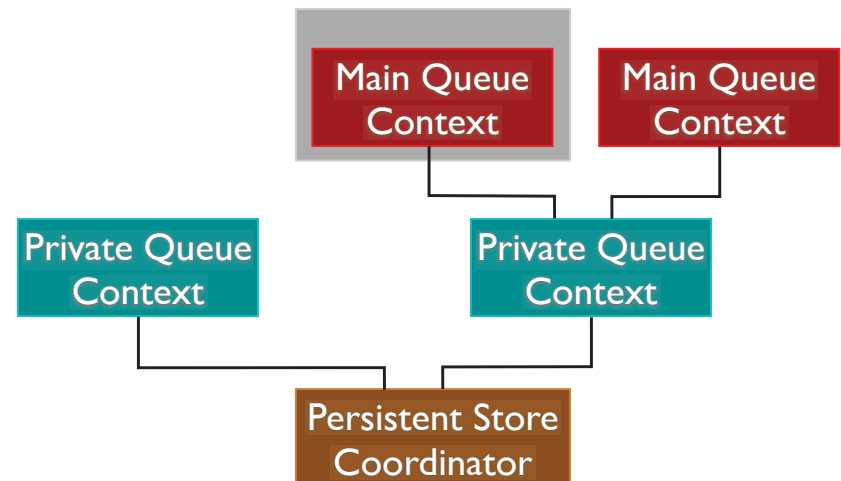 Main Queue
Context
Main Queue
Context
Private Queue
Context
Private Queue
Context
Persistent Store
Coordinator